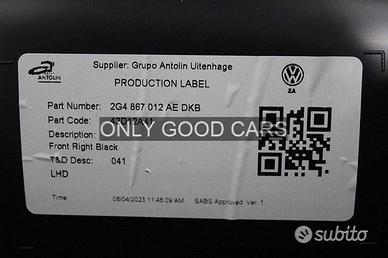 Supplier: Grupo Antolin Uitenhage
ANTOLIN
PRODUCTION LABEL
ZA
Part Number: 2G4 867 012 AE DKB
Part Code:
ONLY GOOD CARS
Description:
Front Right Black
T&D Desc: 041
LHD
Time 06/04/2023 11:46:09 AM SABS Approved Ver 1
subito